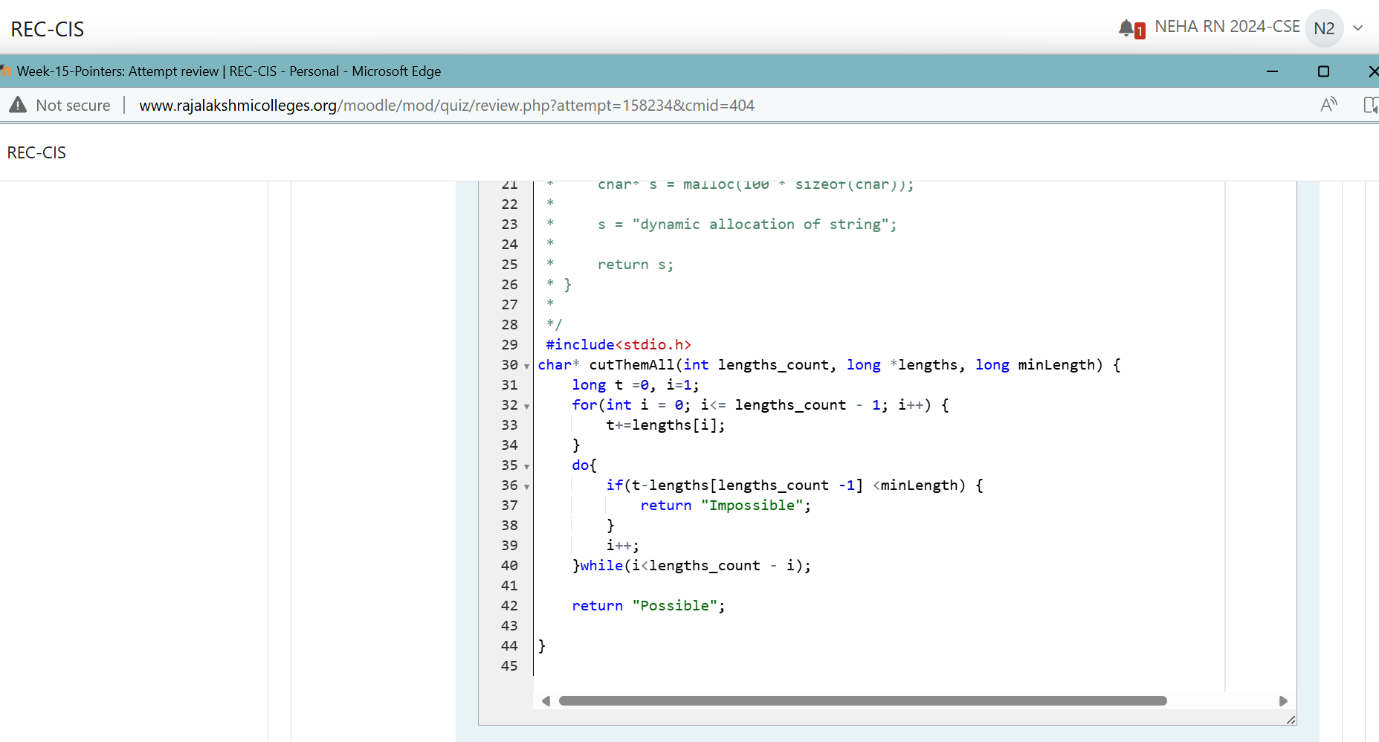 REC-CIS
1 NEHA RN 2024-CSE N2
Week-15-Pointers: Attempt review | REC-CIS - Personal - Microsoft Edge
Not secure | www.rajalakshmicolleges.org/moodle/mod/quiz/review.php?attempt=158234&cmid=404
REC-CIS
21 * char* s = malloc(100 * sizeof(char));
22 *
23 * s = "dynamic allocation of string";
24 *
25 * return s;
26 * }
27 *
28 */
29 #include<stdio.h>
30 char* cutThemAll(int lengths_count, long *lengths, long minLength) {
31 long t =0, i=1;
32 for(int i = 0; i<= lengths_count - 1; i++) {
33 t+=lengths[i];
34 }
35 do{
36 if(t-lengths[lengths_count -1] <minLength) {
37 return "Impossible";
38 }
39 i++;
40 }while(i<lengths_count - i);
41
42 return "Possible";
43
44 }
45